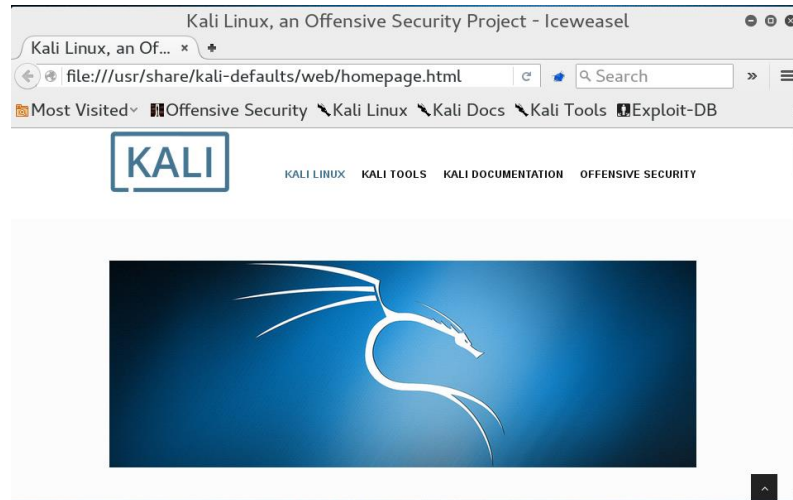 Kali Linux, an Offensive Security Project - Iceweasel
Kali Linux, an Of...
file:///usr/share/kali-defaults/web/homepage.html Search
Most Visited Offensive Security Kali Linux Kali Docs Kali Tools Exploit-DB
KALI
KALI LINUX KALI TOOLS KALI DOCUMENTATION OFFENSIVE SECURITY